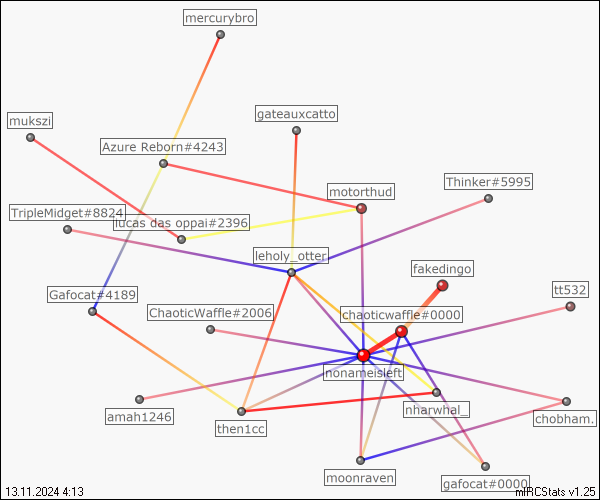 mercurybro
gateauxcatto
mukszi
Azure Reborn#4243
Thinker#5995
motorthud
TripleMidget#8824
lucas das oppai#2396
leholy_otter
fakedingo
Gafocat#4189
tt532
ChaoticWaffle#2006
chaoticwaffle#0000
nonameisleft
nharwhal_
amah1246
chobham.
then1cc
moonraven
gafocat#0000
13.11.2024 4:13
mIRCStats v1.25